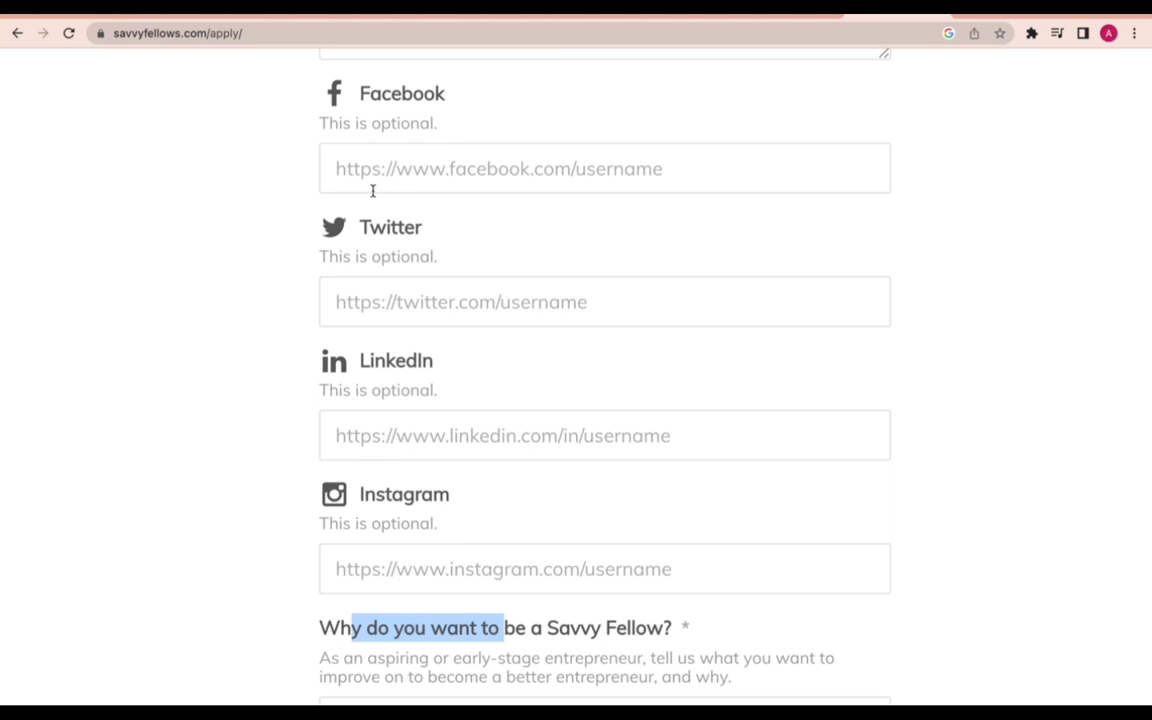 savvyfellows.com/apply/
A
Facebook
This is optional.
https://www.facebook.com/username
Twitter
This is optional.
https://twitter.com/username
in LinkedIn
This is optional.
https://www.linkedin.com/in/username
Instagram
This is optional.
https://www.instagram.com/username
Why do you want to be a Savvy Fellow? *
As an aspiring or early-stage entrepreneur, tell us what you want to
improve on to become a better entrepreneur, and why.